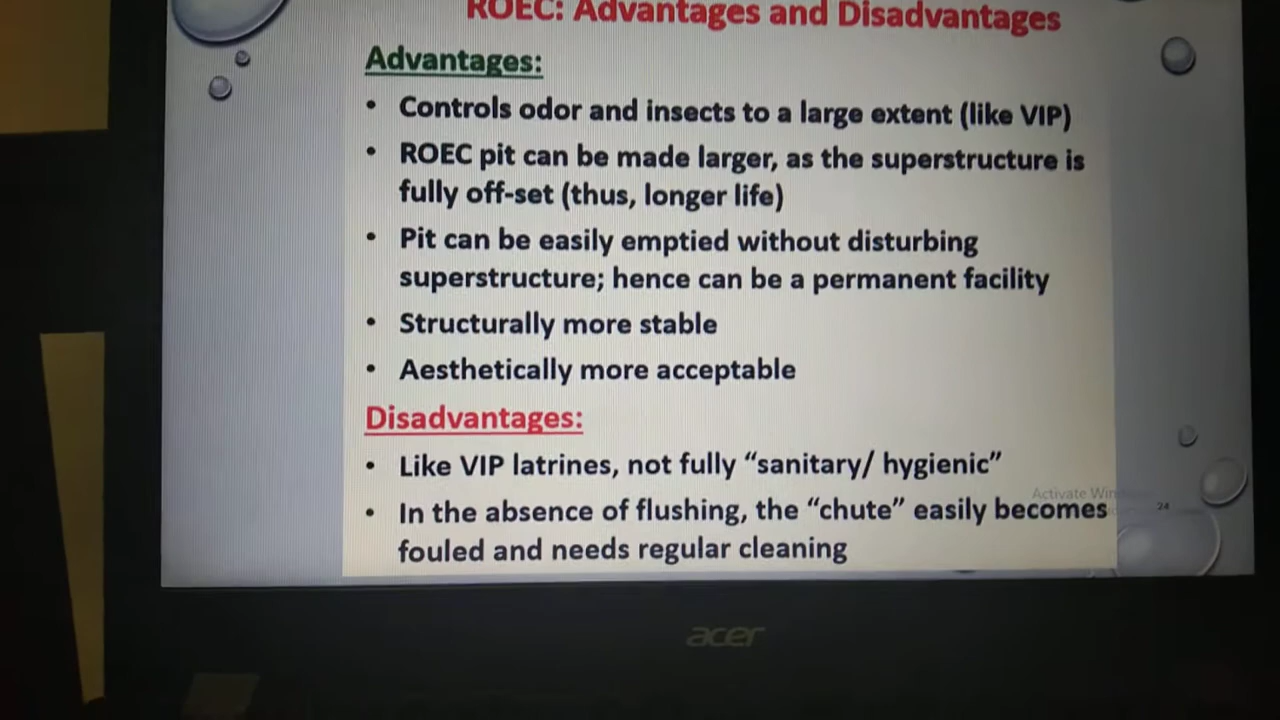 ROEC: Advantages and Disadvantages
Advantages:
• Controls odor and insects to a large extent (like VIP)
• ROEC pit can be made larger, as the superstructure is
fully off-set (thus, longer life)
• Pit can be easily emptied without disturbing
superstructure; hence can be a permanent facility
• Structurally more stable
• Aesthetically more acceptable
Disadvantages:
• Like VIP latrines, not fully “sanitary/ hygienic”
Activate
• In the absence of flushing, the “chute” easily becomes
24
fouled and needs regular cleaning
acer